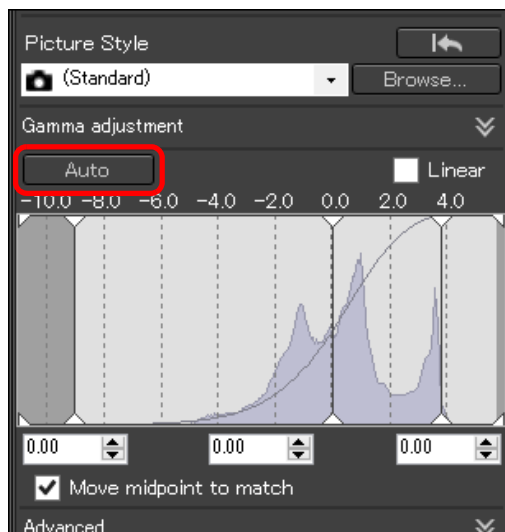 Picture Style
(Standard) Browse...
Gamma adjustment
Auto Linear
-10.0 -8.0 -6.0 -4.0 -2.0 0.0 2.0 4.0
0.00 0.00 0.00
Move midpoint to match
Advanced